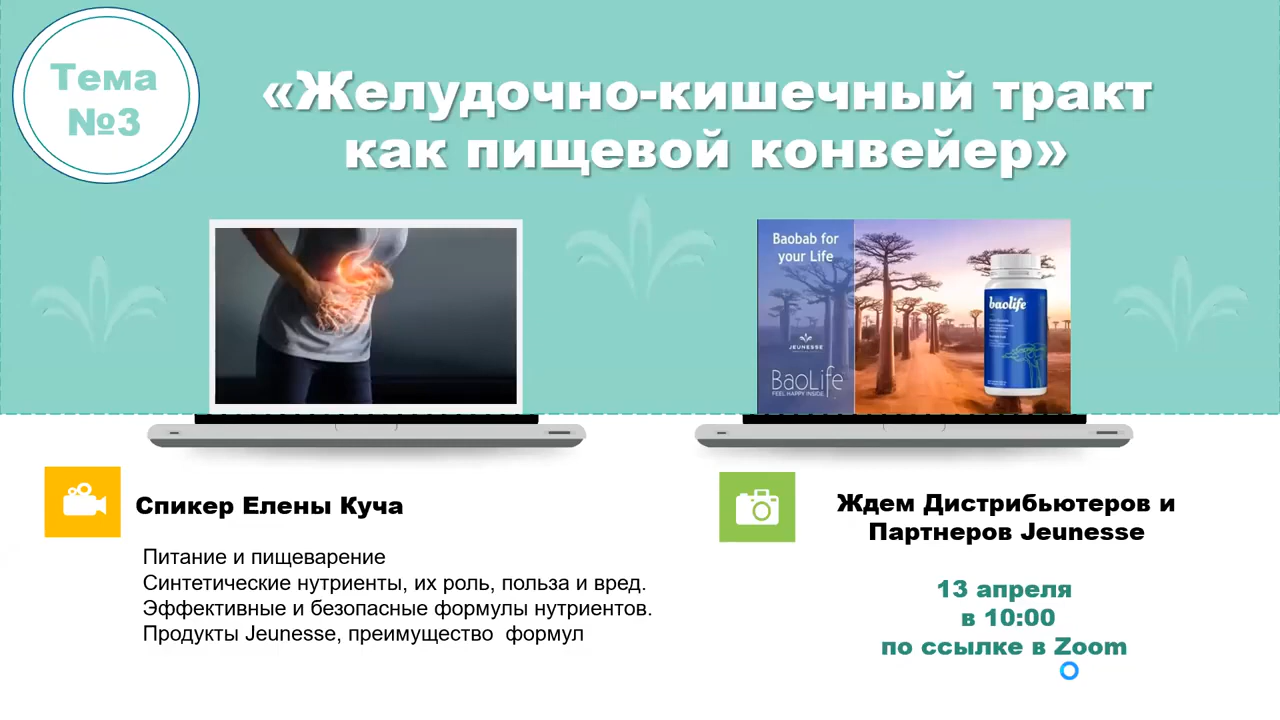 Тема
№3
«Желудочно-кишечный тракт
как пищевой конвейер»
Baobab for
your Life
JEUNESSE
BaoLife
FEEL HAPPY INSIDE
baolife
Спикер Елены Куча
Питание и пищеварение
Синтетические нутриенты, их роль, польза и вред.
Эффективные и безопасные формулы нутриентов.
Продукты Jeunesse, преимущество  формул
Ждем Дистрибьютеров и
Партнеров Jeunesse
13 апреля
в 10:00
по ссылке в Zoom